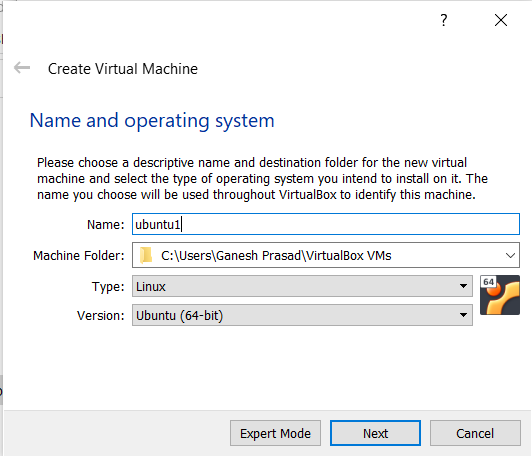 ?
Create Virtual Machine
Name and operating system
Please choose a descriptive name and destination folder for the new virtual
machine and select the type of operating system you intend to install on it. The
name you choose will be used throughout VirtualBox to identify this machine.
Name: ubuntu1
Machine Folder: C:\Users\Ganesh Prasad\VirtualBox VMs
Type: Linux
64
Version: Ubuntu (64-bit)
Expert Mode Next Cancel